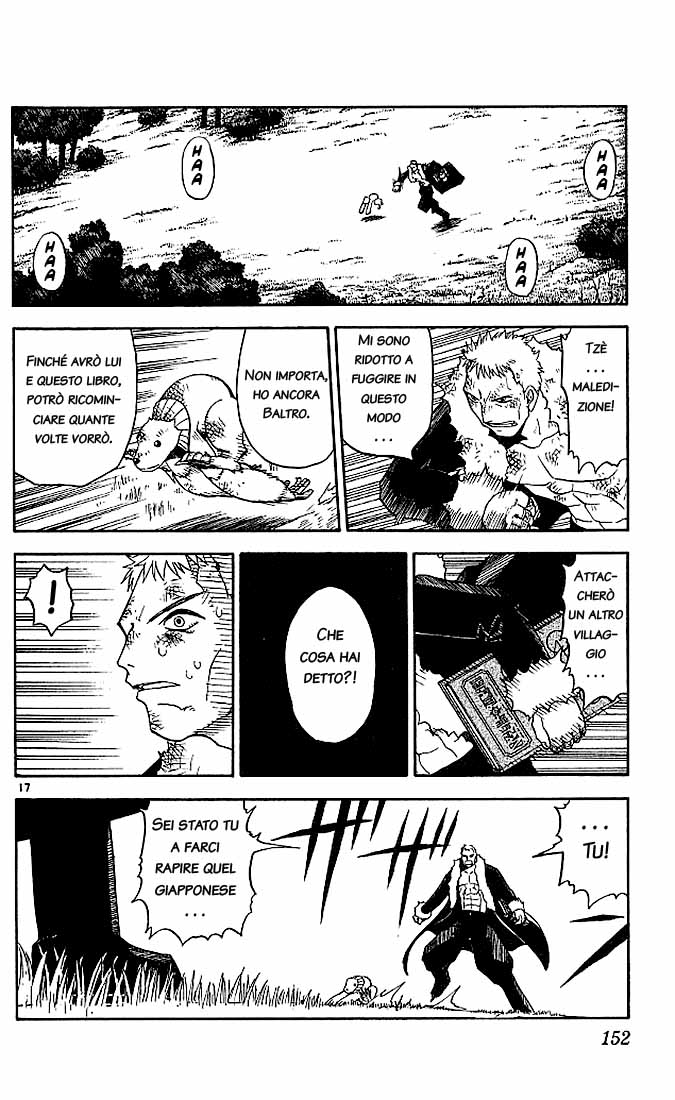 HAA
HAA
HAA
HAA
TZÈ
...
MALEDI-
ZIONE!
MI SONO
RIDOTTO A
FUGGIRE IN
QUESTO
MODO
...
NON IMPORTA,
HO ANCORA
BALTRO.
FINCHÉ AVRÒ LUI
E QUESTO LIBRO,
POTRÒ RICOMIN-
CIARE QUANTE
VOLTE VORRÒ.
ATTAC-
CHERÒ
UN ALTRO
VILLAG-
GIO
...
CHE
COSA HAI
DETTO?!
!
17
...
TU!
SEI STATO TU
A FARCI
RAPIRE QUEL
GIAPPONESE
...
152